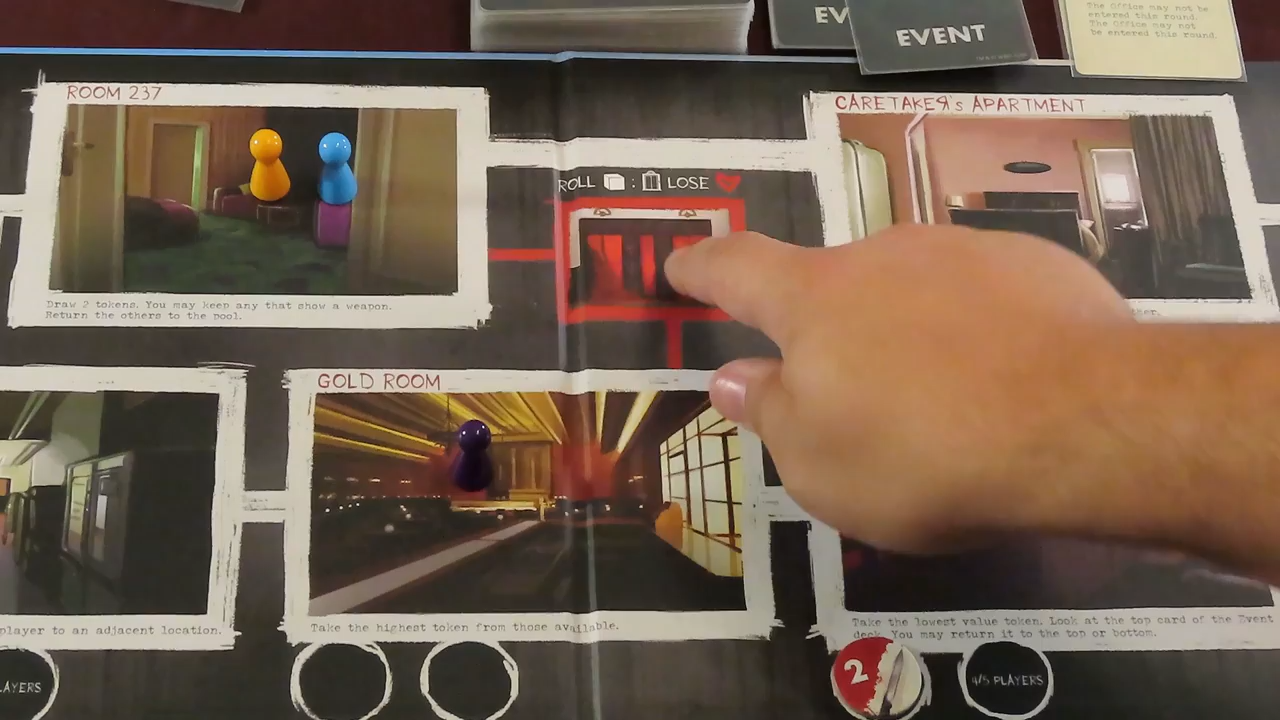 EV
EVENT
The Office may not be
entered this round.
The Office may not
be entered this round.
ROOM 237
CARETAKER's APARTMENT
ROLL : LOSE
Draw 2 tokens. You may keep any that show a weapon.
Return the others to the pool.
GOLD ROOM
player to an adjacent location.
Take the highest token from those available.
Take the lowest value token. Look at the top card of the Event
deck. You may return it to the top or bottom.
AYERS
2
4/5 PLAYERS